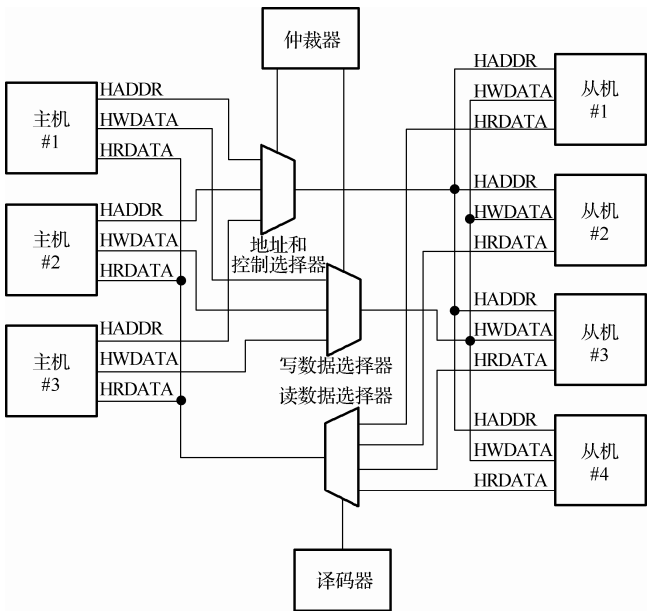 仲裁器
主机
#1
HADDR
HWDATA
HRDATA
主机
#2
HADDR
HWDATA
HRDATA
主机
#3
HADDR
HWDATA
HRDATA
地址和
控制选择器
写数据选择器
读数据选择器
译码器
HADDR
HWDATA
HRDATA
从机
#1
HADDR
HWDATA
HRDATA
从机
#2
HADDR
HWDATA
HRDATA
从机
#3
HADDR
HWDATA
HRDATA
从机
#4